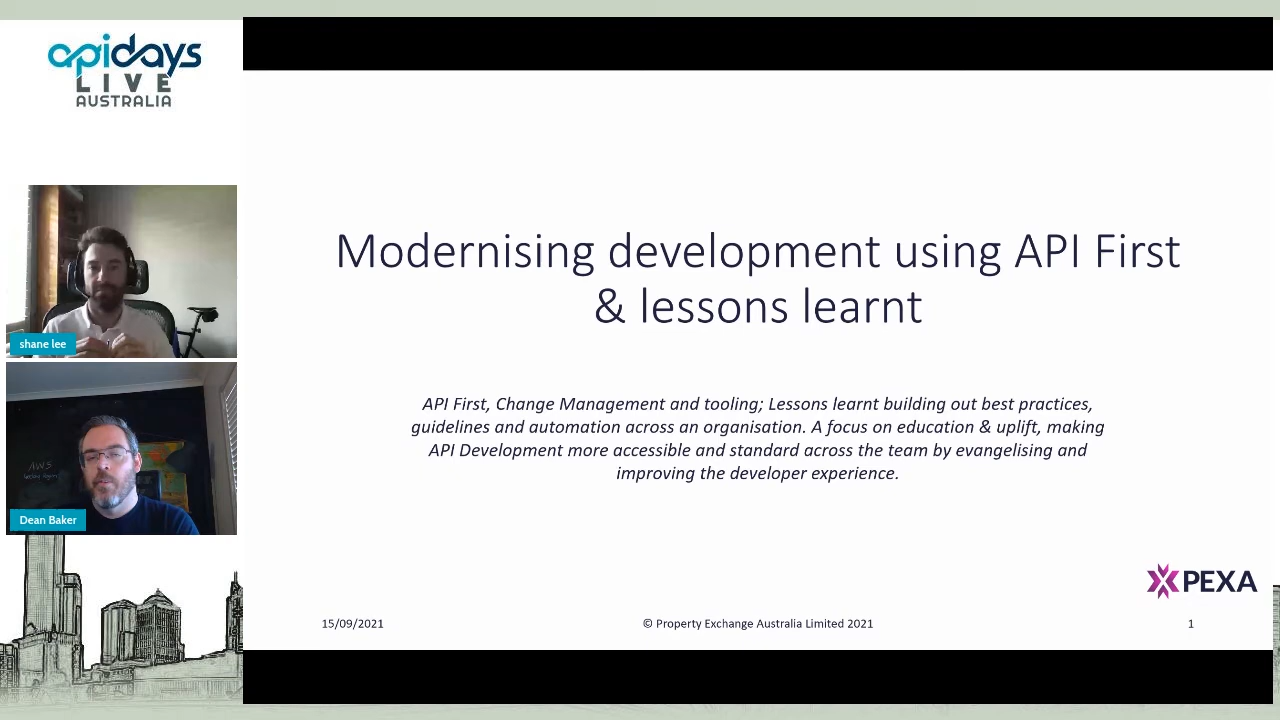 apidays
LIVE
AUSTRALIA
shane lee
AWS
Dean Baker
Modernising development using API First
& lessons learnt
API First, Change Management and tooling; Lessons learnt building out best practices,
guidelines and automation across an organisation. A focus on education & uplift, making
API Development more accessible and standard across the team by evangelising and
improving the developer experience.
PEXA
15/09/2021
© Property Exchange Australia Limited 2021
1